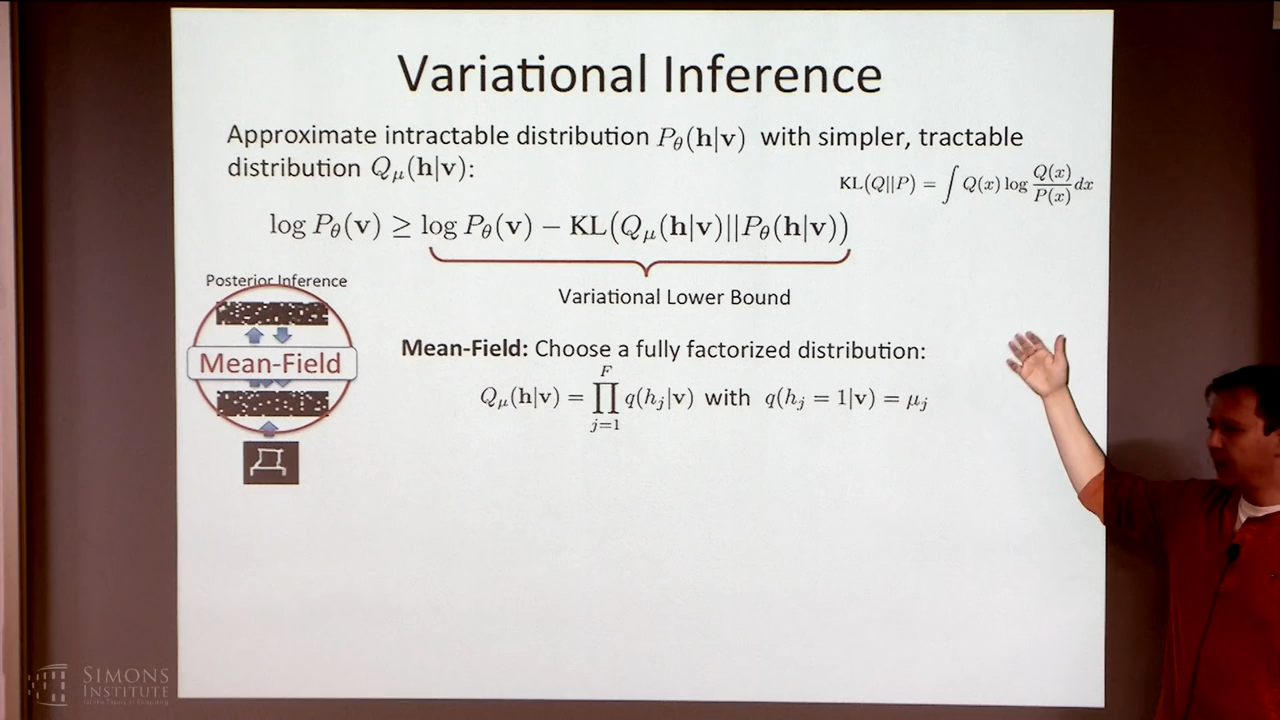 Variational Inference
Approximate intractable distribution P_θ(h|v) with simpler, tractable
distribution Q_μ(h|v):
KL(Q||P) = ∫ Q(x) log Q(x)/P(x) dx
log P_θ(v) ≥ log P_θ(v) − KL(Q_μ(h|v)||P_θ(h|v))
Posterior Inference
Variational Lower Bound
Mean-Field
Mean-Field: Choose a fully factorized distribution:
Q_μ(h|v) = ∏_{j=1}^{F} q(h_j|v) with q(h_j = 1|v) = μ_j
SIMONS
INSTITUTE